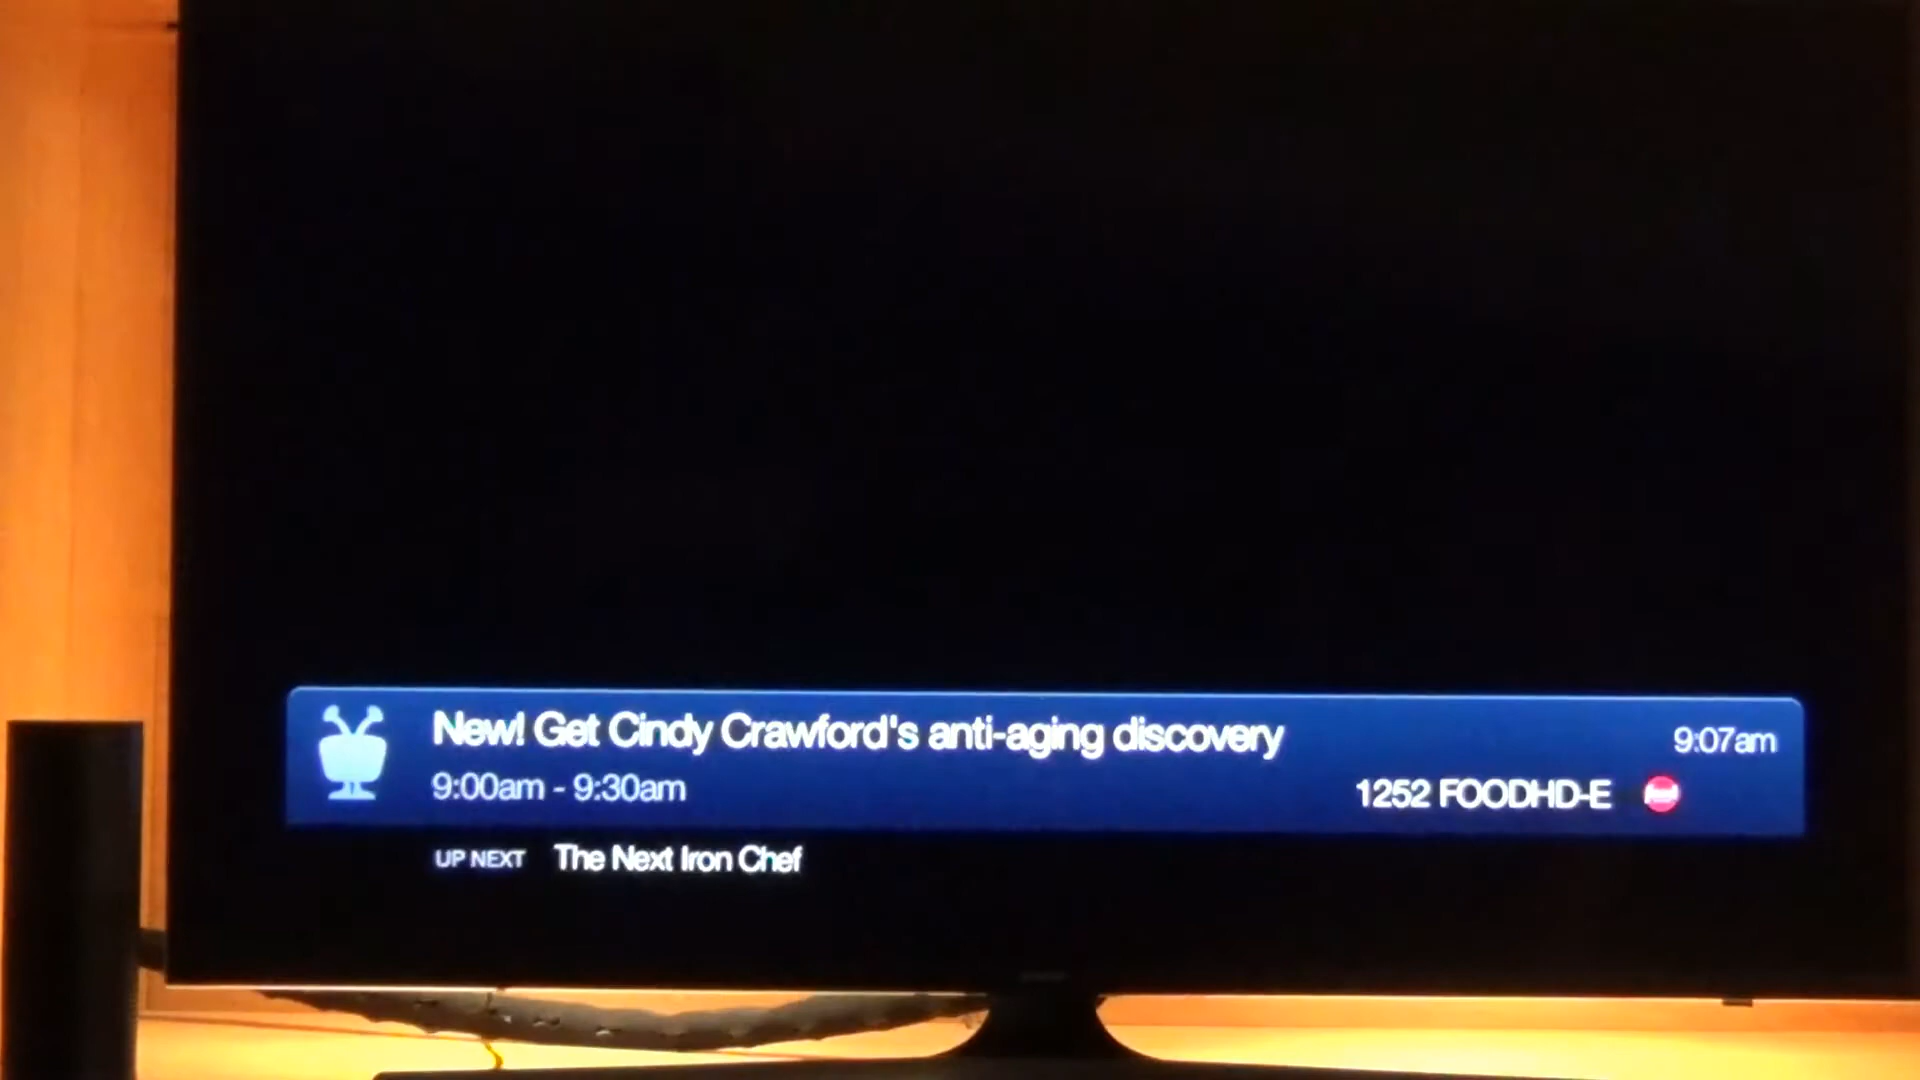 New! Get Cindy Crawford's anti-aging discovery
9:07am
9:00am - 9:30am
1252 FOODHD-E
UP NEXT The Next Iron Chef